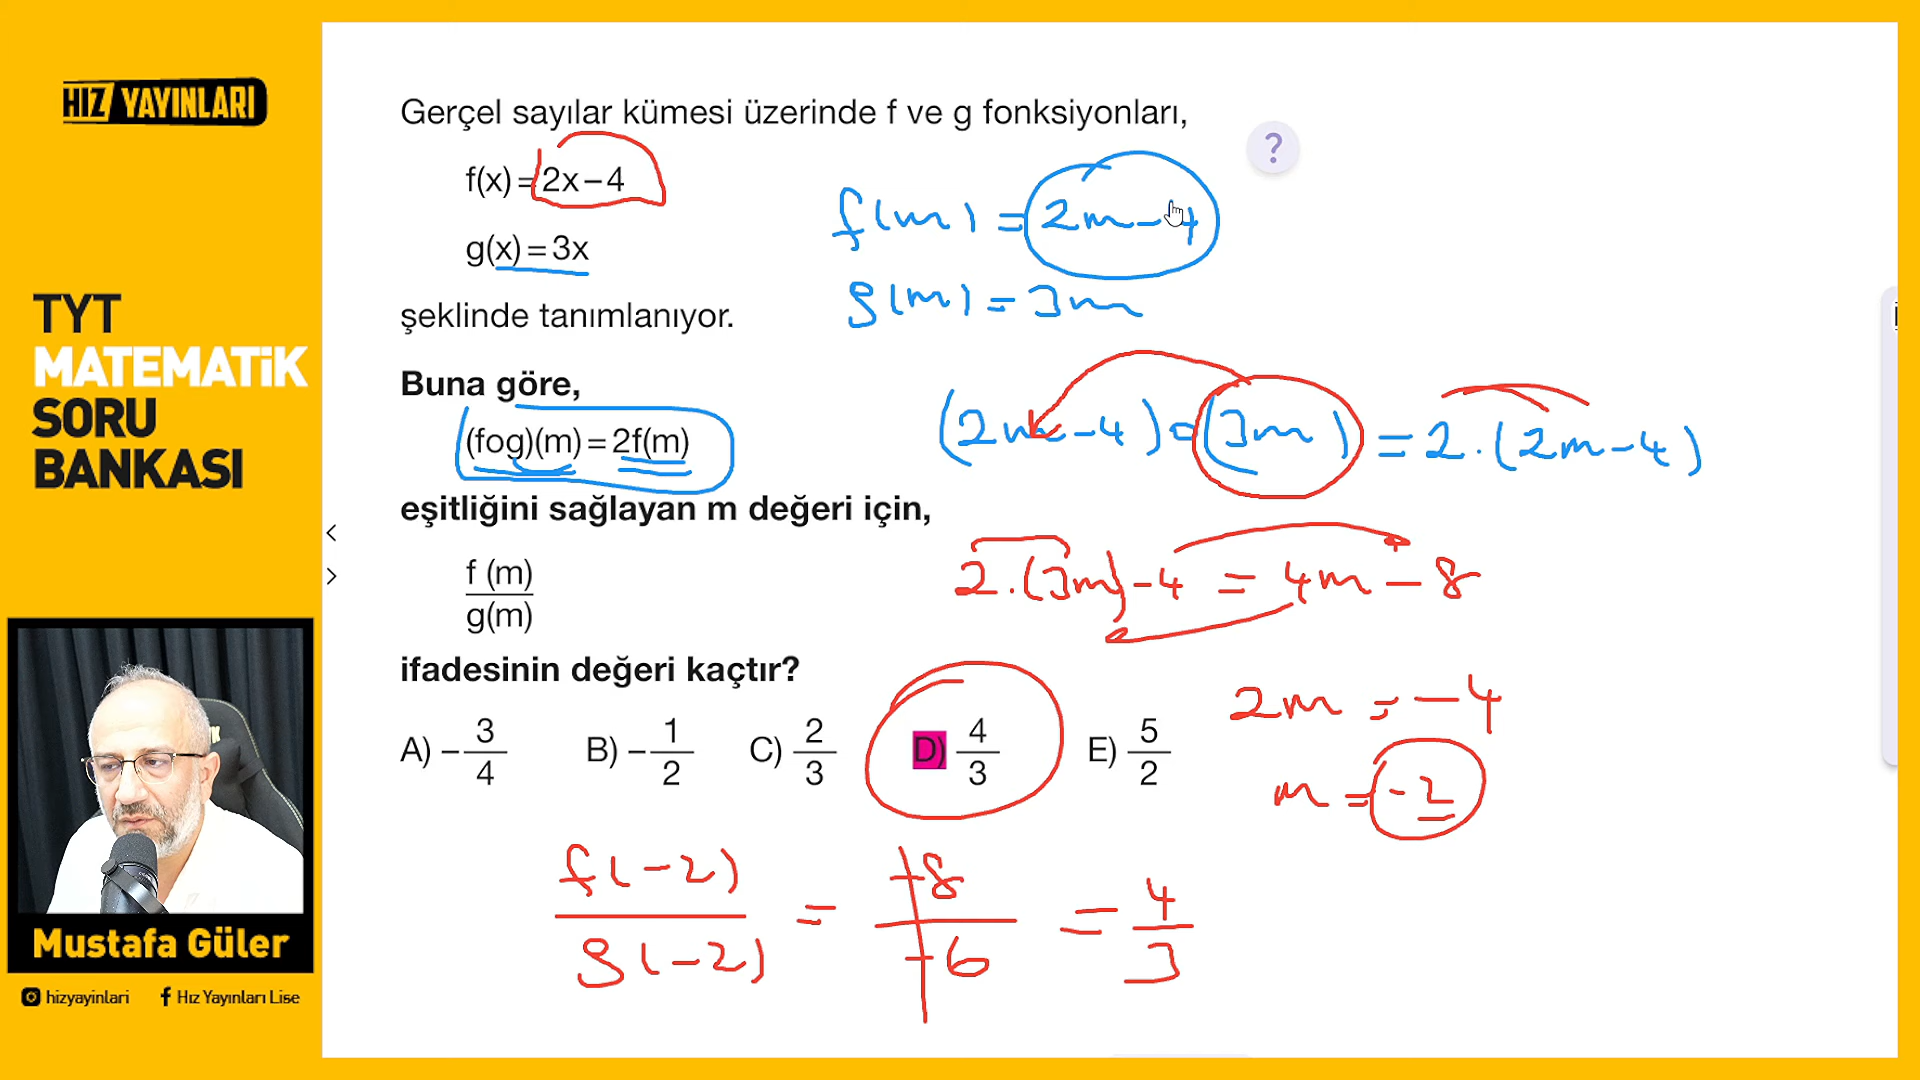 HIZ YAYINLARI
TYT
MATEMATİK
SORU
BANKASI
Mustafa Güler
hizyayinlari Hız Yayınları Lise
Gerçel sayılar kümesi üzerinde f ve g fonksiyonları,
f(x) = 2x – 4
g(x) = 3x
şeklinde tanımlanıyor.
Buna göre,
(fog)(m) = 2f(m)
eşitliğini sağlayan m değeri için,
f (m)
g(m)
ifadesinin değeri kaçtır?
A) – 3/4 B) – 1/2 C) 2/3 D) 4/3 E) 5/2
?
f(m) = 2m – 4
g(m) = 3m
(2m – 4) o (3m) = 2.(2m – 4)
2.(3m) – 4 = 4m – 8
2m = –4
m = –2
f(–2) / g(–2) = –8 / –6 = 4/3